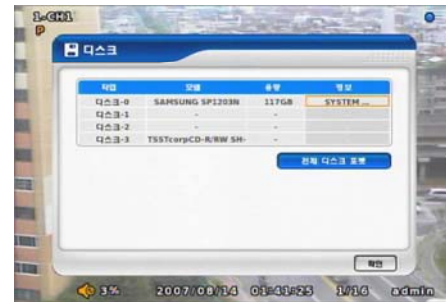 1-CH1
P
디스크
타입 모델 용량 정보
디스크-0 SAMSUNG SP1203N 117GB SYSTEM ...
디스크-1 - -
디스크-2 - -
디스크-3 TSSTcorpCD-R/RW SH- -
전체 디스크 포맷
확인
3% 2007/08/14 01:41:25 1/16 admin